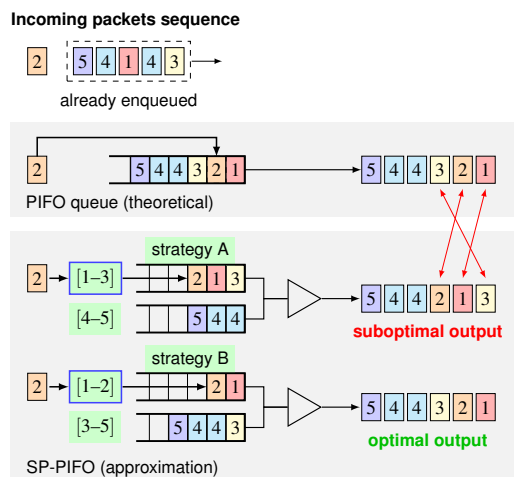 Incoming packets sequence
2 5 4 1 4 3
already enqueued
2 5 4 4 3 2 1 5 4 4 3 2 1
PIFO queue (theoretical)
strategy A
2 [1–3] 2 1 3
5 4 4 2 1 3
[4–5] 5 4 4
suboptimal output
strategy B
2 [1–2] 2 1
5 4 4 3 2 1
[3–5] 5 4 4 3
optimal output
SP-PIFO (approximation)